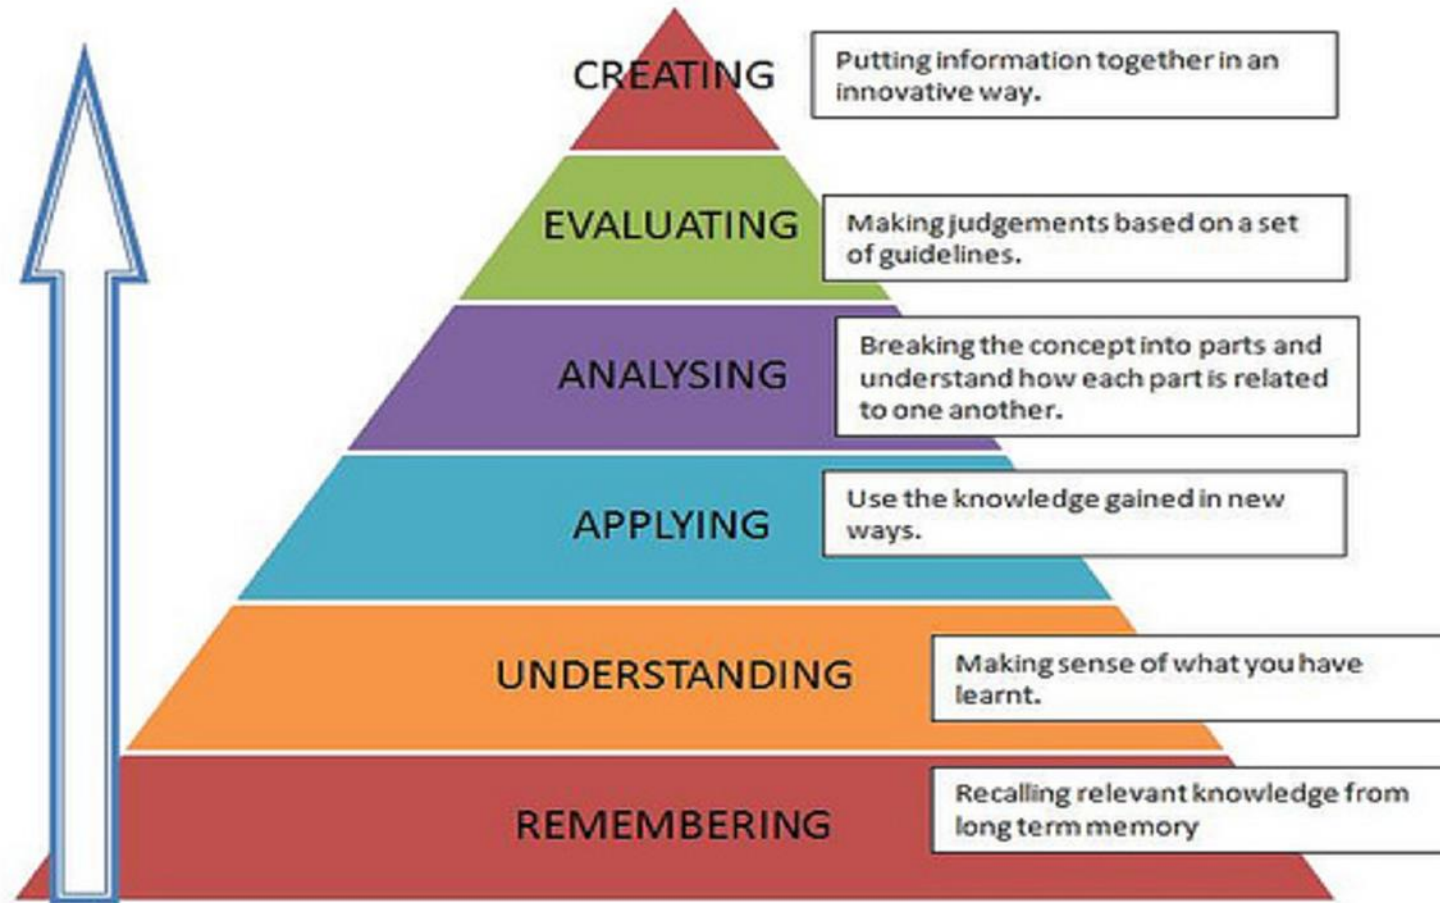 CREATING
Putting information together in an
innovative way.
EVALUATING
Making judgements based on a set
of guidelines.
ANALYSING
Breaking the concept into parts and
understand how each part is related
to one another.
APPLYING
Use the knowledge gained in new
ways.
UNDERSTANDING
Making sense of what you have
learnt.
REMEMBERING
Recalling relevant knowledge from
long term memory